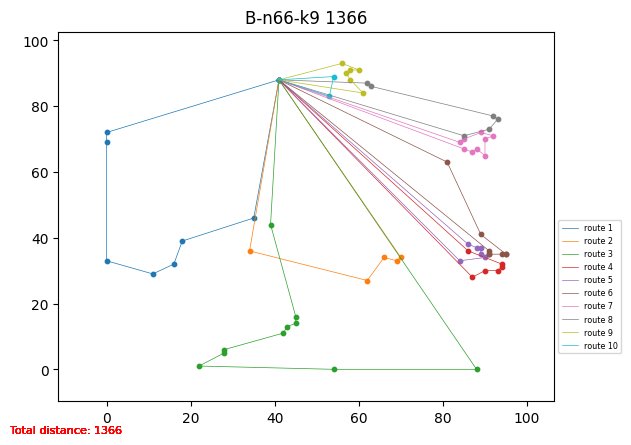 B-n66-k9 1366
100
80
60
40
20
0
0 20 40 60 80 100
route 1
route 2
route 3
route 4
route 5
route 6
route 7
route 8
route 9
route 10
Total distance: 1366